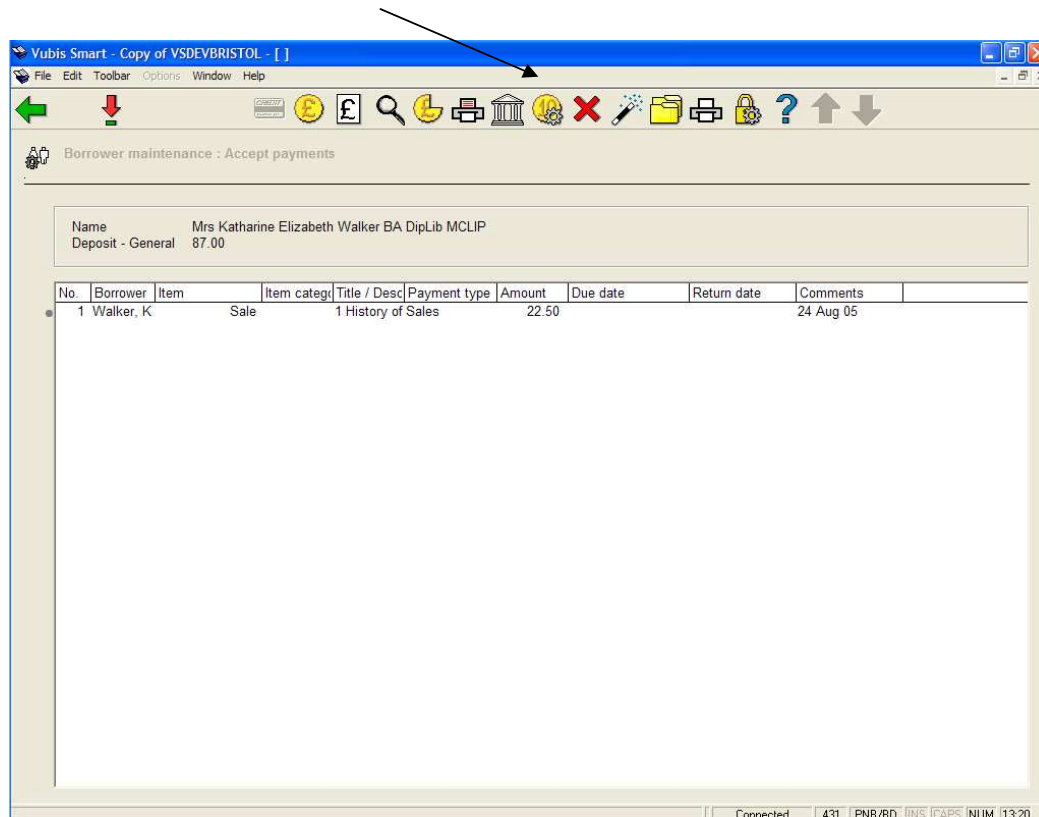 Vubis Smart - Copy of VSDEVBRISTOL - [ ]
File Edit Toolbar Options Window Help
Borrower maintenance : Accept payments
Name Mrs Katharine Elizabeth Walker BA DipLib MCLIP
Deposit - General 87.00
No. Borrower Item Item catego Title / Desc Payment type Amount Due date Return date Comments
1 Walker, K Sale 1 History of Sales 22.50 24 Aug 05
Connected 431 PNB/BD INS CAPS NUM 13:20